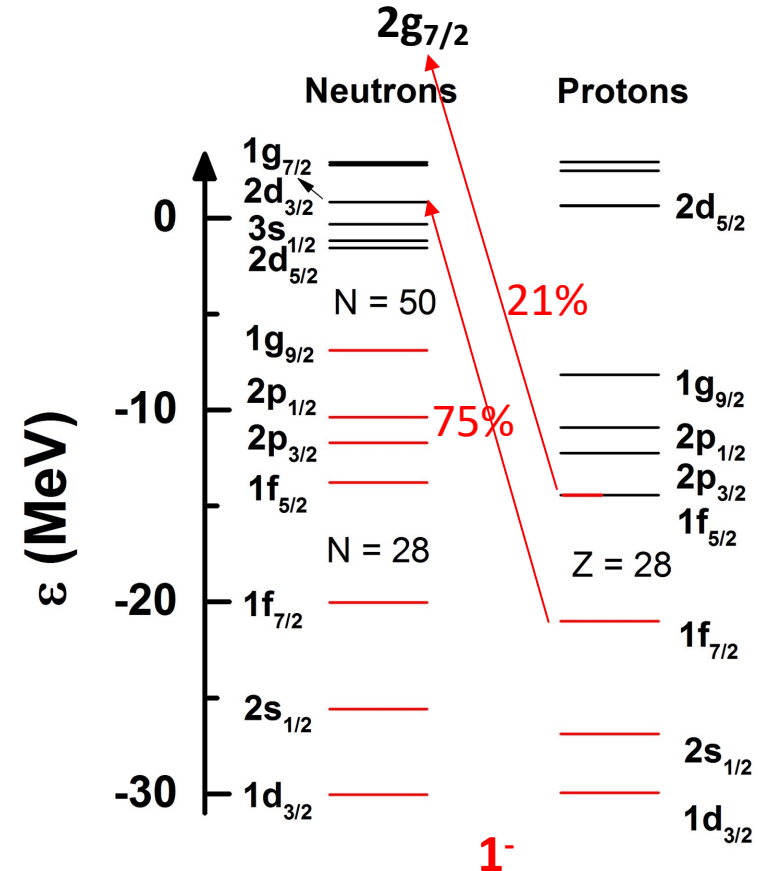 2g7/2
Neutrons Protons
1g7/2
2d3/2
0
2d5/2
3s1/2
2d5/2
N = 50
21%
1g9/2
1g9/2
2p1/2
-10
75%
2p1/2
2p3/2
2p3/2
1f5/2
1f5/2
ε (MeV)
N = 28
Z = 28
-20
1f7/2
1f7/2
2s1/2
2s1/2
-30
1d3/2
1d3/2
1-